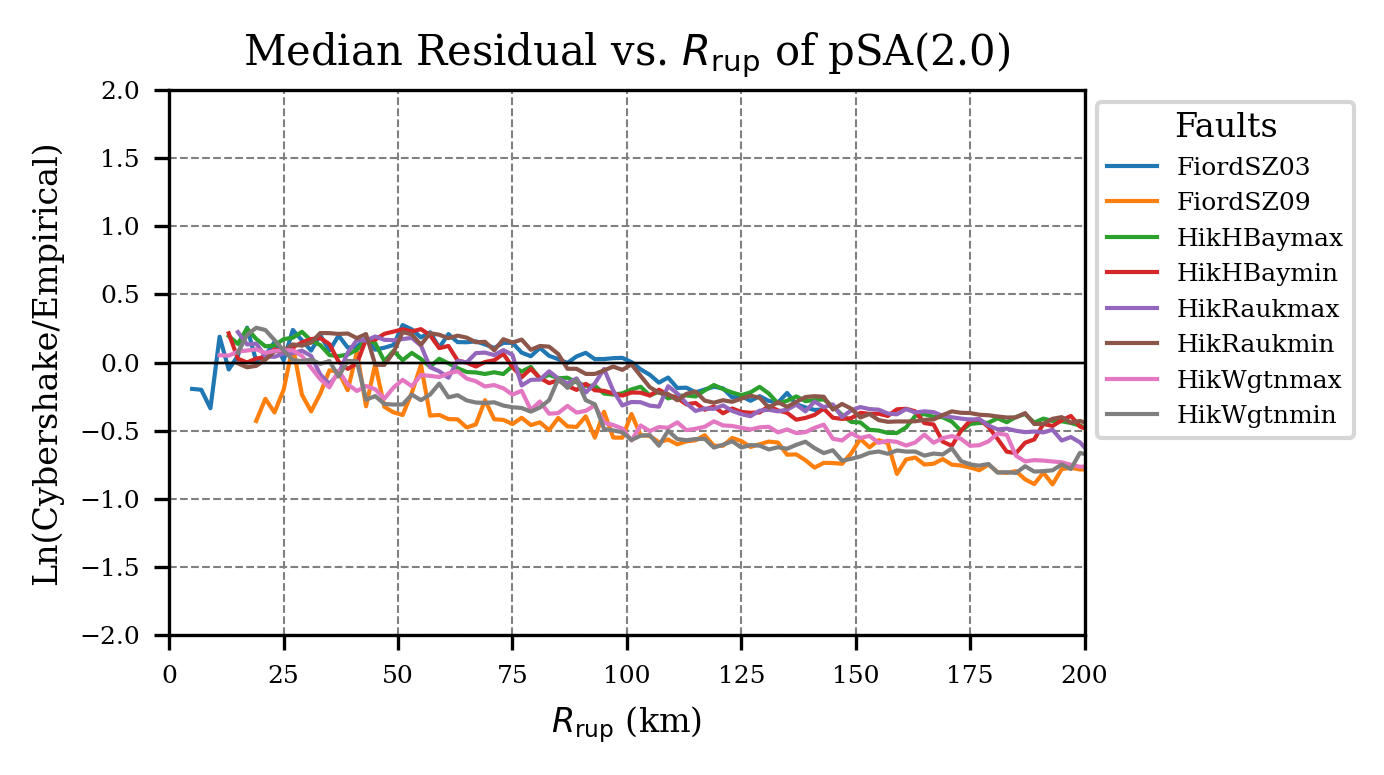 Median Residual vs. R_rup of pSA(2.0)
Ln(Cybershake/Empirical)
2.0
1.5
1.0
0.5
0.0
−0.5
−1.0
−1.5
−2.0
0 25 50 75 100 125 150 175 200
R_rup (km)
Faults
FiordSZ03
FiordSZ09
HikHBaymax
HikHBaymin
HikRaukmax
HikRaukmin
HikWgtnmax
HikWgtnmin